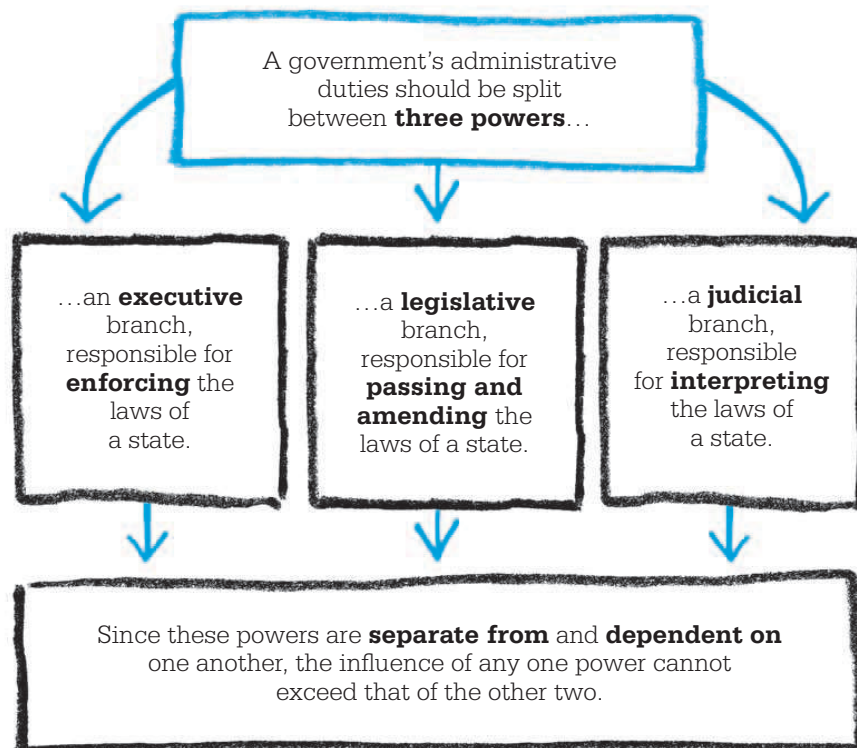 A government’s administrative
duties should be split
between three powers…
…an executive
branch,
responsible for
enforcing the
laws of
a state.
…a legislative
branch,
responsible for
passing and
amending the
laws of a state.
…a judicial
branch,
responsible
for interpreting
the laws of
a state.
Since these powers are separate from and dependent on
one another, the influence of any one power cannot
exceed that of the other two.